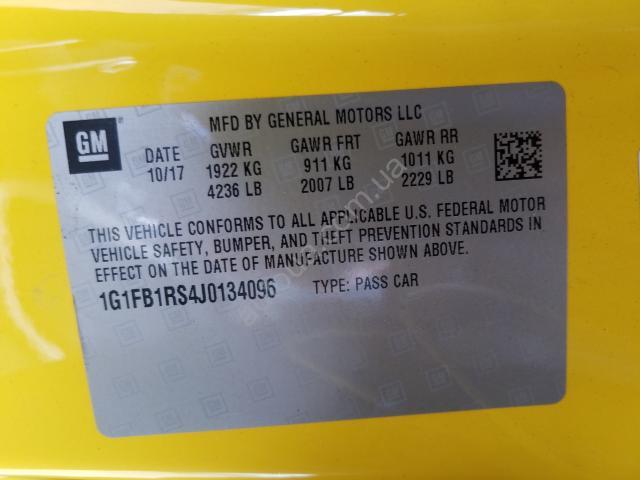 GM
MFD BY GENERAL MOTORS LLC
DATE GVWR GAWR FRT GAWR RR
10/17 1922 KG 911 KG 1011 KG
4236 LB 2007 LB 2229 LB
THIS VEHICLE CONFORMS TO ALL APPLICABLE U.S. FEDERAL MOTOR
VEHICLE SAFETY, BUMPER, AND THEFT PREVENTION STANDARDS IN
EFFECT ON THE DATE OF MANUFACTURE SHOWN ABOVE.
1G1FB1RS4J0134096 TYPE: PASS CAR